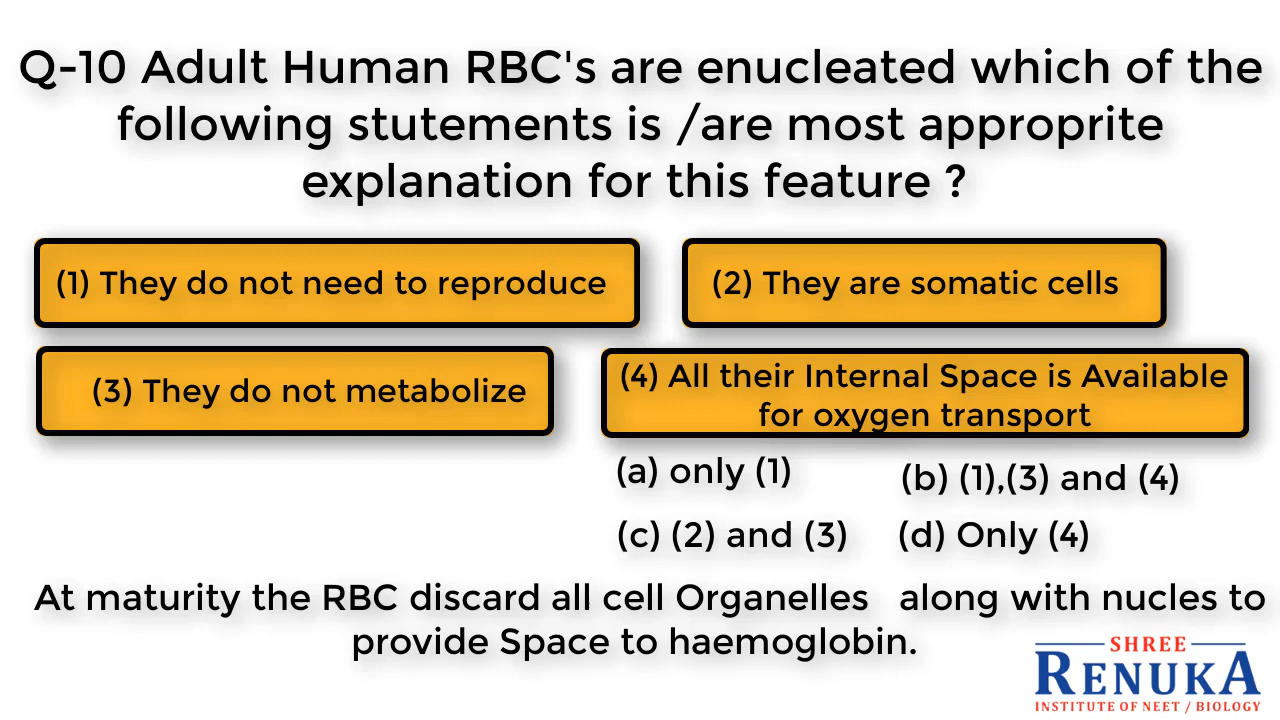 Q-10 Adult Human RBC's are enucleated which of the
following stutements is /are most approprite
explanation for this feature ?
(1) They do not need to reproduce
(2) They are somatic cells
(3) They do not metabolize
(4) All their Internal Space is Available
for oxygen transport
(a) only (1)
(b) (1),(3) and (4)
(c) (2) and (3)
(d) Only (4)
At maturity the RBC discard all cell Organelles along with nucles to
provide Space to haemoglobin.
SHREE
RENUKA
INSTITUTE OF NEET / BIOLOGY